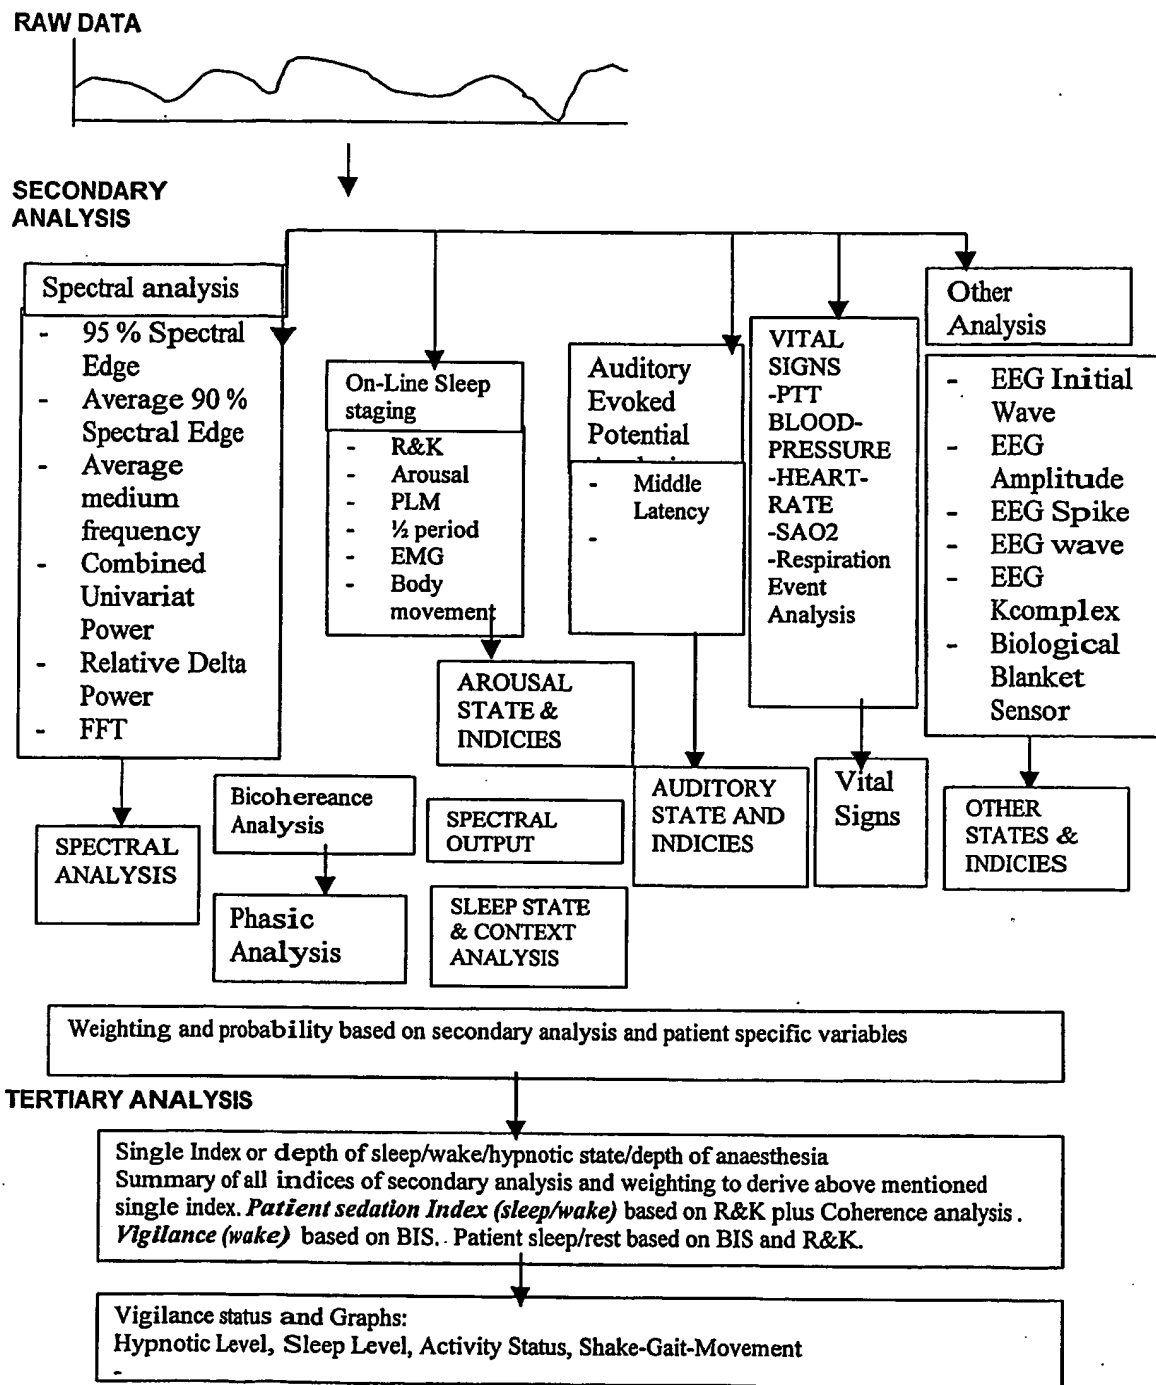 RAW DATA
SECONDARY
ANALYSIS
Spectral analysis
- 95 % Spectral
Edge
- Average 90 %
Spectral Edge
- Average
medium
frequency
- Combined
Univariat
Power
- Relative Delta
Power
- FFT
On-Line Sleep
staging
- R&K
- Arousal
- PLM
- ½ period
- EMG
- Body
movement
Auditory
Evoked
Potential
- Middle
Latency
-
VITAL
SIGNS
-PTT
BLOOD-
PRESSURE
-HEART-
RATE
-SAO2
-Respiration
Event
Analysis
Other
Analysis
- EEG Initial
Wave
- EEG
Amplitude
- EEG Spike
- EEG wave
- EEG
Kcomplex
- Biological
Blanket
Sensor
SPECTRAL
ANALYSIS
Bicohereance
Analysis
Phasic
Analysis
AROUSAL
STATE &
INDICIES
SPECTRAL
OUTPUT
SLEEP STATE
& CONTEXT
ANALYSIS
AUDITORY
STATE AND
INDICIES
Vital
Signs
OTHER
STATES &
INDICIES
Weighting and probability based on secondary analysis and patient specific variables
TERTIARY ANALYSIS
Single Index or depth of sleep/wake/hypnotic state/depth of anaesthesia
Summary of all indices of secondary analysis and weighting to derive above mentioned
single index. Patient sedation Index (sleep/wake) based on R&K plus Coherence analysis.
Vigilance (wake) based on BIS. Patient sleep/rest based on BIS and R&K.
Vigilance status and Graphs:
Hypnotic Level, Sleep Level, Activity Status, Shake-Gait-Movement
-